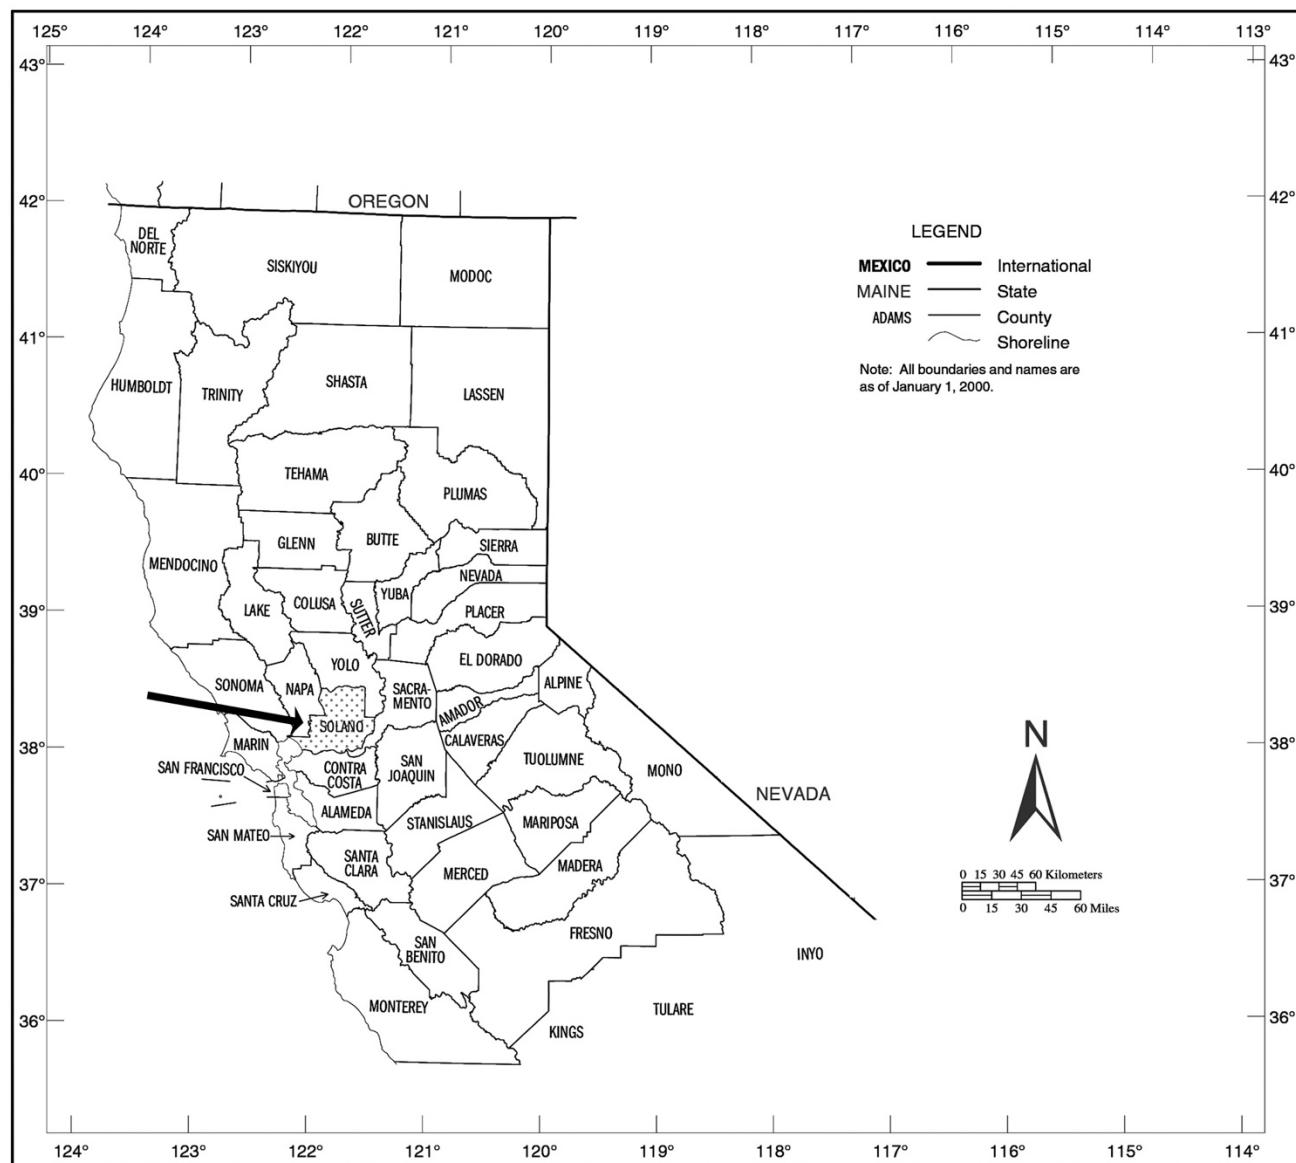 125° 124° 123° 122° 121° 120° 119° 118° 117° 116° 115° 114° 113°
43° 43°
42° 42°
OREGON
DEL
NORTE
SISKIYOU
MODOC
LEGEND
MEXICO International
MAINE State
ADAMS County
Shoreline
Note: All boundaries and names are
as of January 1, 2000.
41° 41°
HUMBOLDT
TRINITY
SHASTA
LASSEN
40° 40°
TEHAMA
PLUMAS
MENDOCINO
GLENN
BUTTE
SIERRA
NEVADA
39° 39°
LAKE
COLUSA
SUTTER
YUBA
PLACER
YOLO
EL DORADO
SONOMA
NAPA
SACRA-
MENTO
ALPINE
SOLANO
AMADOR
38° 38°
MARIN
CALAVERAS
SAN FRANCISCO
CONTRA
COSTA
SAN
JOAQUIN
TUOLUMNE
MONO
NEVADA
N
SAN MATEO
ALAMEDA
STANISLAUS
MARIPOSA
37° 37°
SANTA
CLARA
MERCED
MADERA
SANTA CRUZ
0 15 30 45 60 Kilometers
0 15 30 45 60 Miles
FRESNO
SAN
BENITO
INYO
36° 36°
MONTEREY
KINGS
TULARE
124° 123° 122° 121° 120° 119° 118° 117° 116° 115° 114°